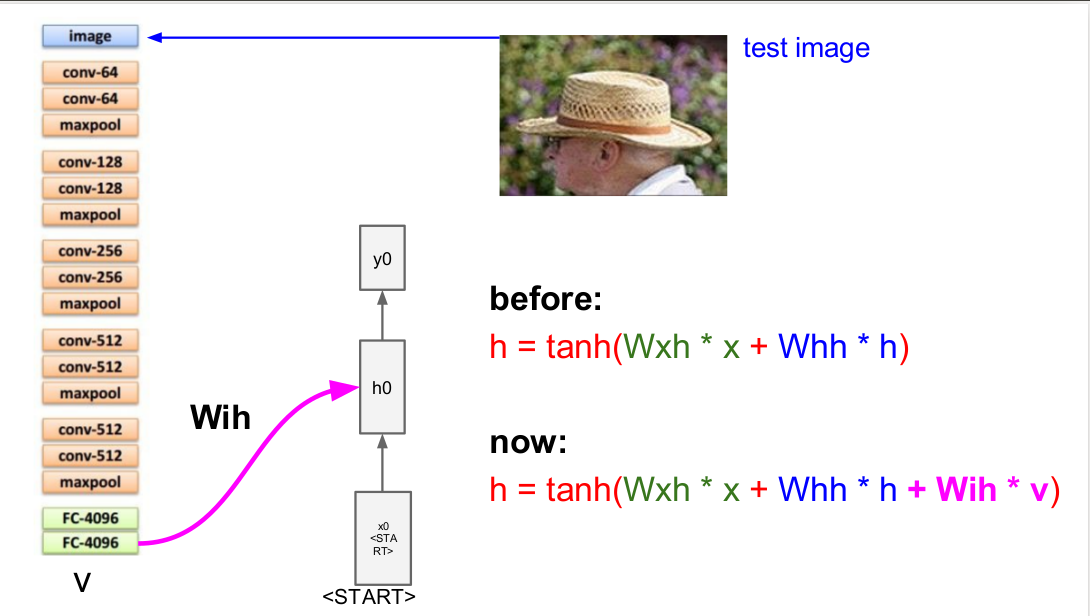 image
conv-64
conv-64
maxpool
conv-128
conv-128
maxpool
conv-256
conv-256
maxpool
conv-512
conv-512
maxpool
conv-512
conv-512
maxpool
FC-4096
FC-4096
v
Wih
y0
h0
x0
<STA
RT>
<START>
test image
before:
h = tanh(Wxh * x + Whh * h)
now:
h = tanh(Wxh * x + Whh * h + Wih * v)